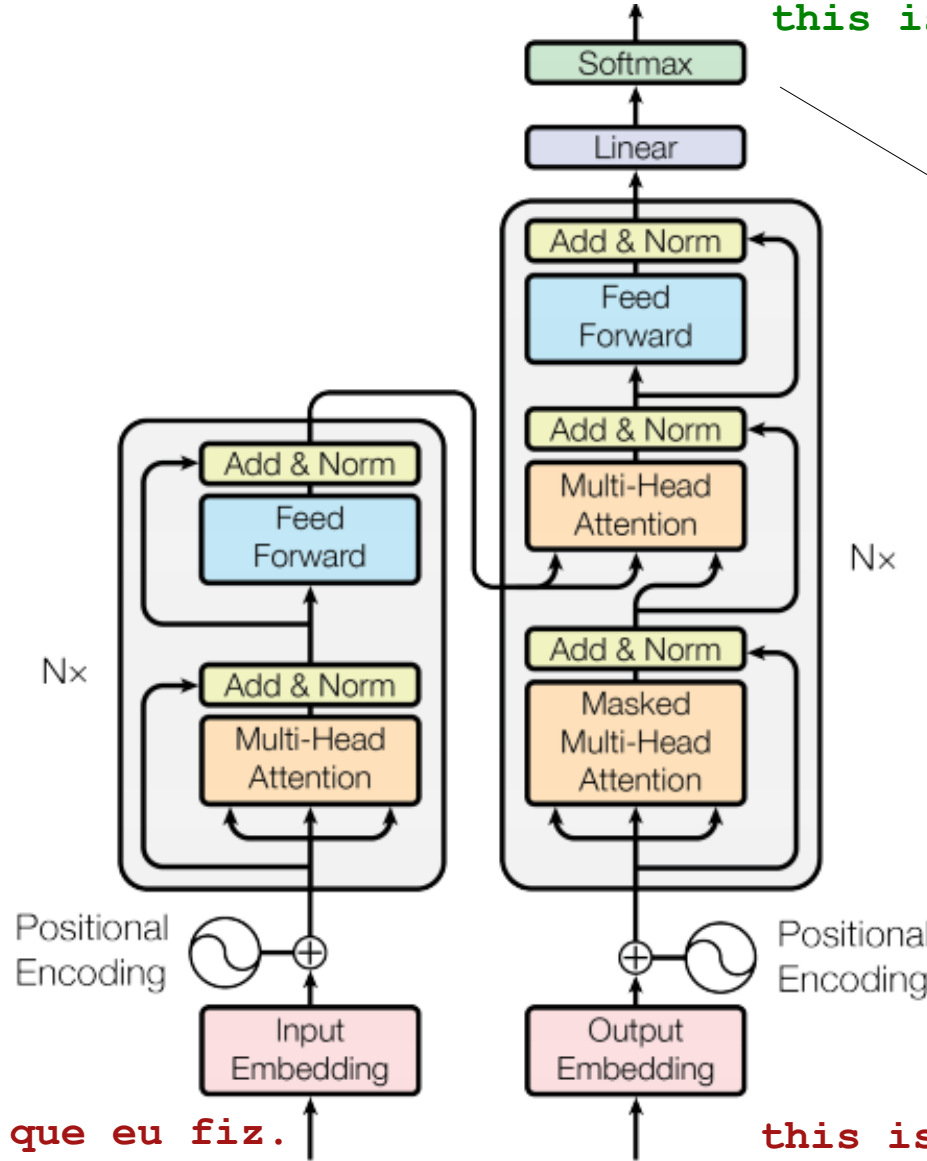 this is
Softmax
Linear
Add & Norm
Feed
Forward
Add & Norm
Multi-Head
Attention
Nx
Add & Norm
Masked
Multi-Head
Attention
Add & Norm
Feed
Forward
Nx
Add & Norm
Multi-Head
Attention
Positional
Encoding
Positional
Encoding
Input
Embedding
Output
Embedding
que eu fiz.
this is